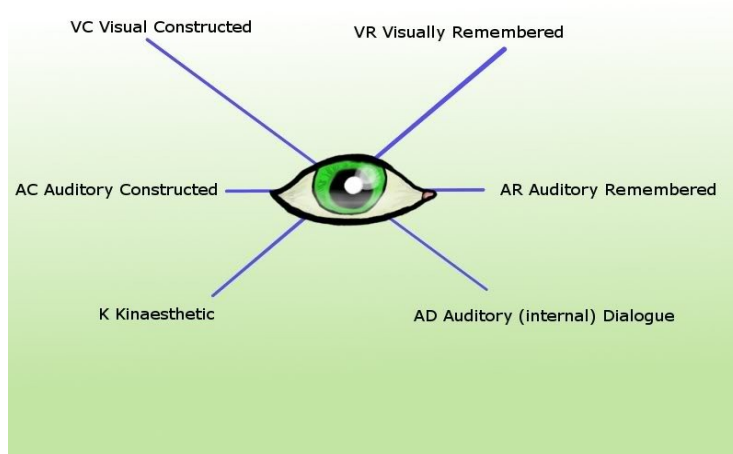 VC Visual Constructed
VR Visually Remembered
AC Auditory Constructed
AR Auditory Remembered
K Kinaesthetic
AD Auditory (internal) Dialogue